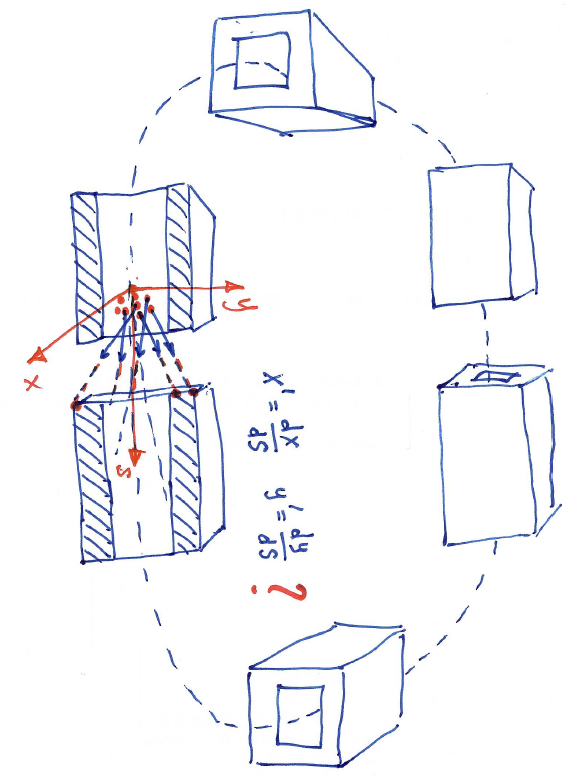 y
x
s
x' = dx/ds y' = dy/ds ?